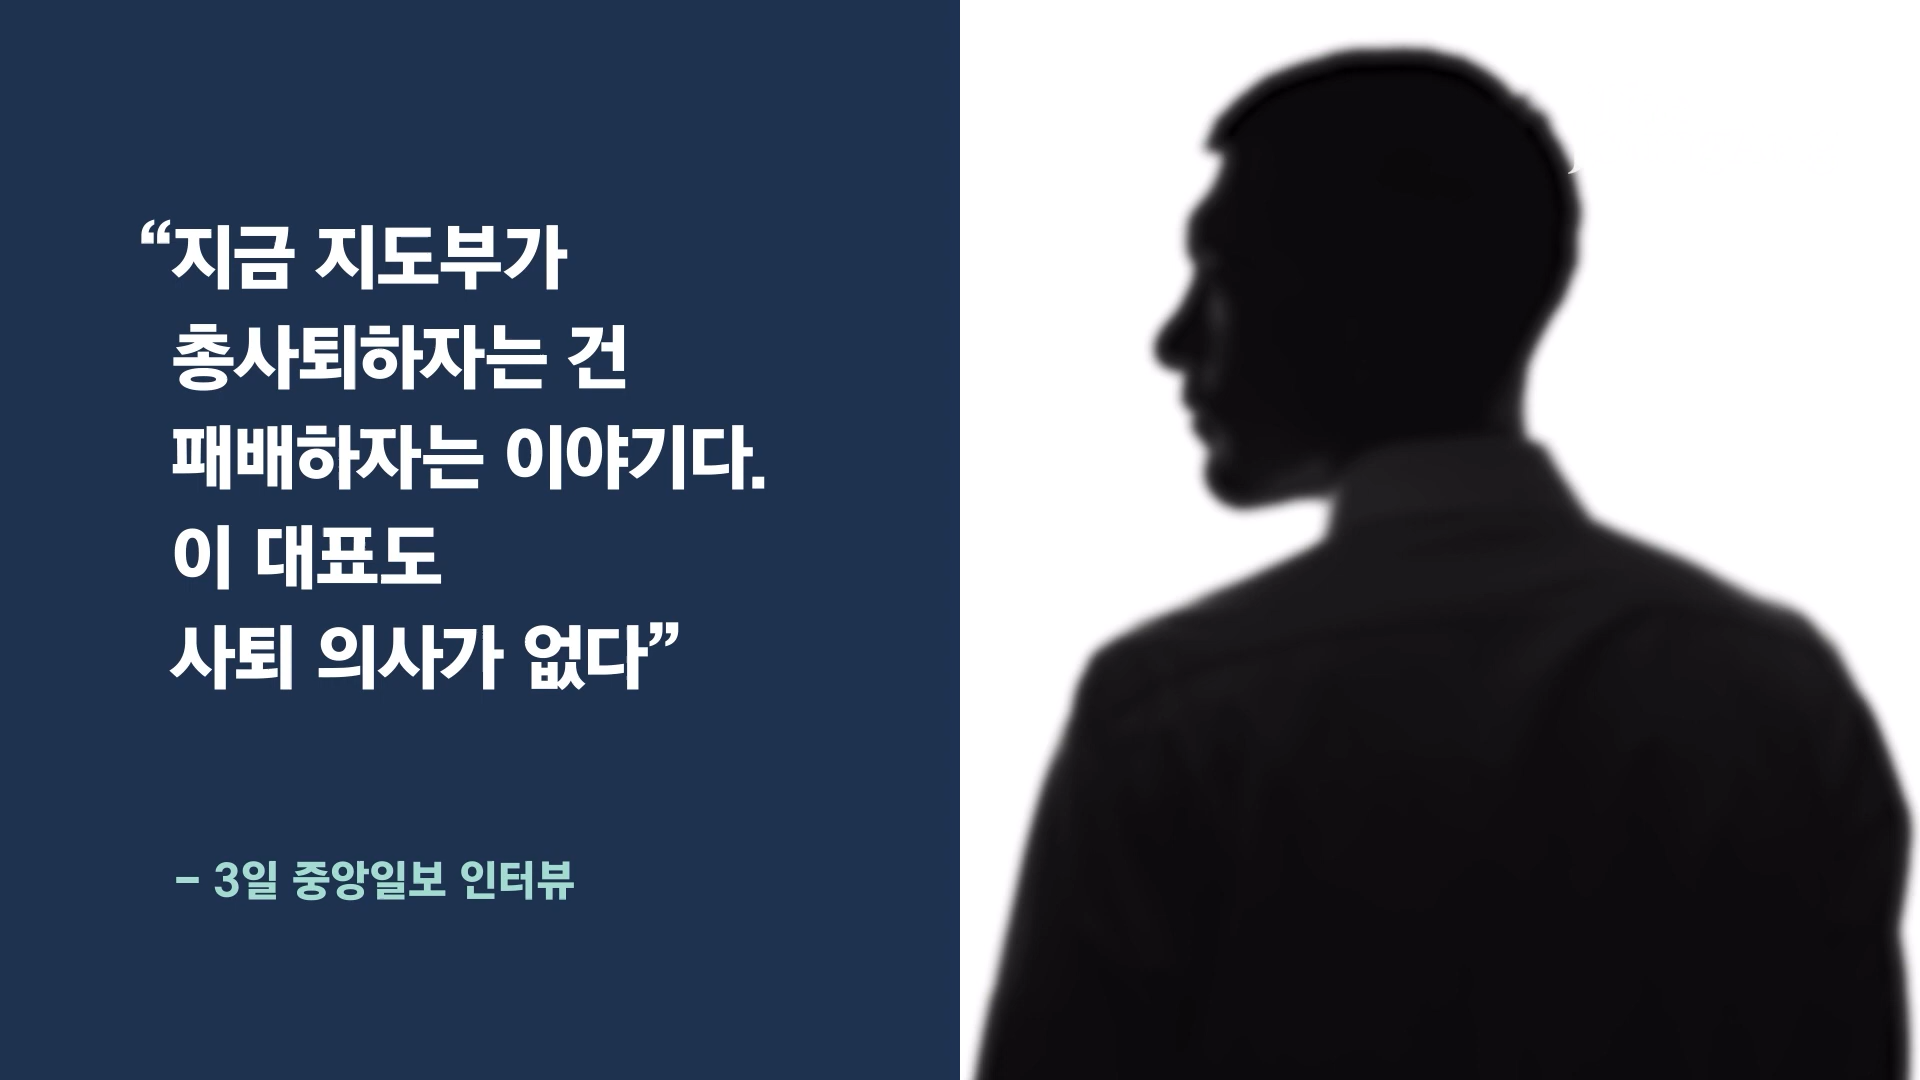 “지금 지도부가
총사퇴하자는 건
패배하자는 이야기다.
이 대표도
사퇴 의사가 없다”
– 3일 중앙일보 인터뷰